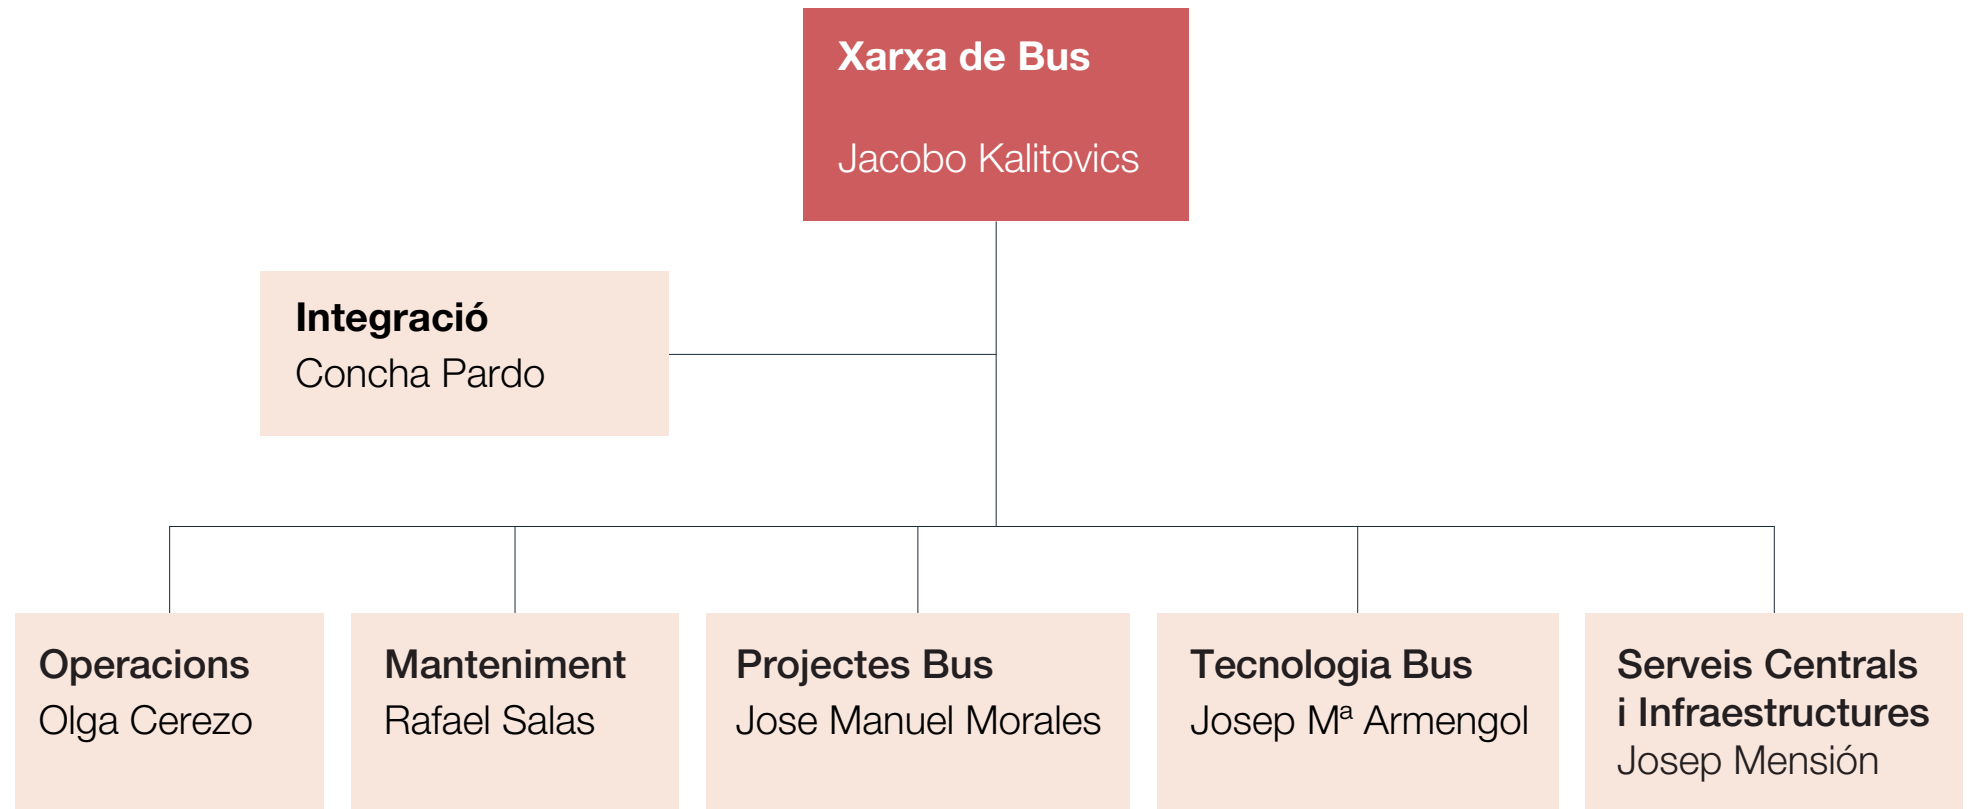 Xarxa de Bus
Jacobo Kalitovics
Integració
Concha Pardo
Operacions
Olga Cerezo
Manteniment
Rafael Salas
Projectes Bus
Jose Manuel Morales
Tecnologia Bus
Josep Mª Armengol
Serveis Centrals
i Infraestructures
Josep Mensión